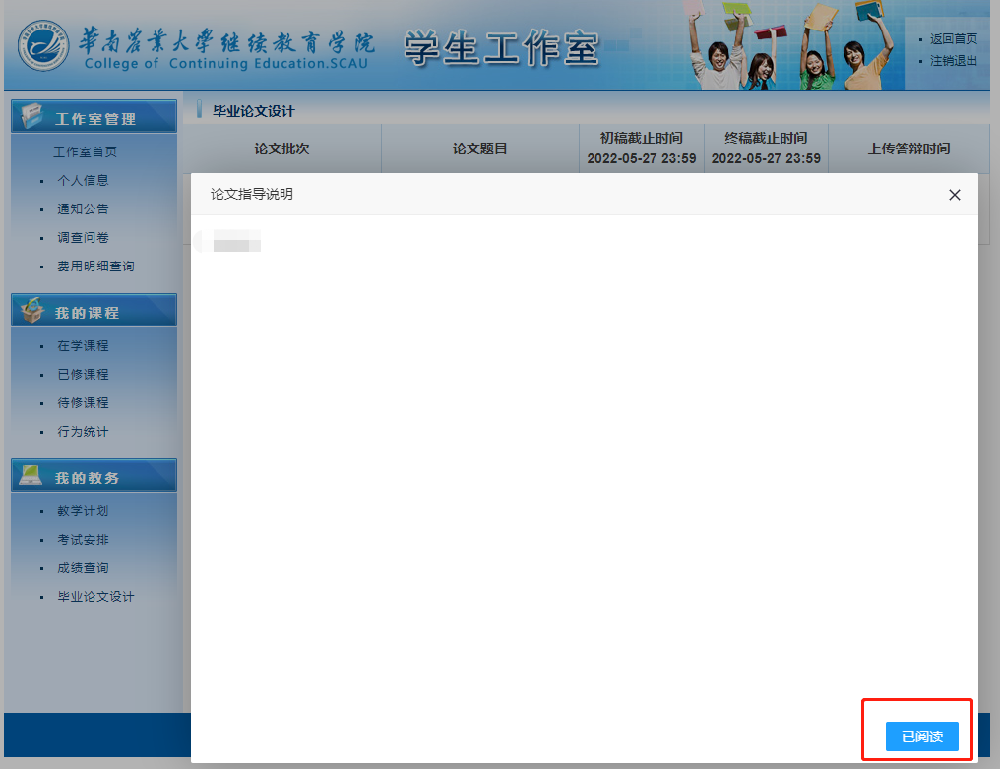 華南農業大學继续教育学院
College of Continuing Education.SCAU
学生工作室
返回首页
注销退出
工作室管理
工作室首页
个人信息
通知公告
调查问卷
费用明细查询
我的课程
在学课程
已修课程
待修课程
行为统计
我的教务
教学计划
考试安排
成绩查询
毕业论文设计
毕业论文设计
论文批次
论文题目
初稿截止时间
2022-05-27 23:59
终稿截止时间
2022-05-27 23:59
上传答辩时间
论文指导说明
已阅读